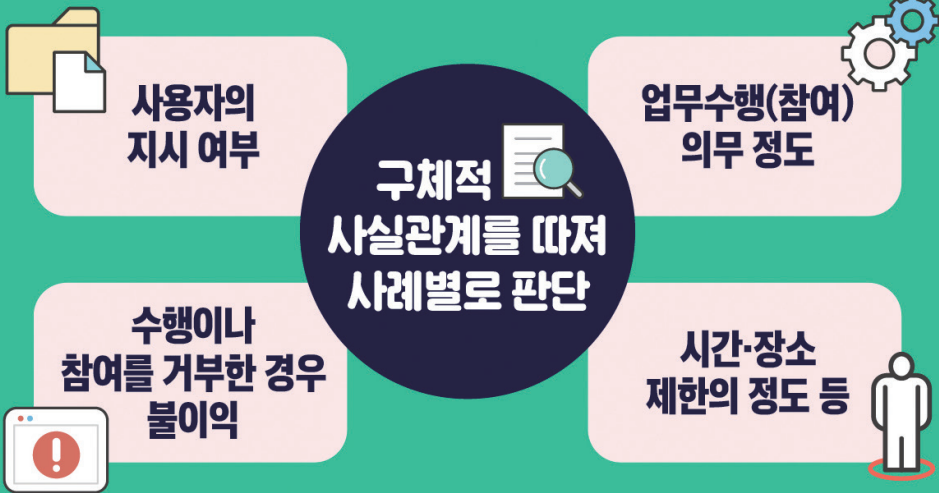 사용자의
지시 여부
업무수행(참여)
의무 정도
구체적
사실관계를 따져
사례별로 판단
수행이나
참여를 거부한 경우
불이익
시간·장소
제한의 정도 등